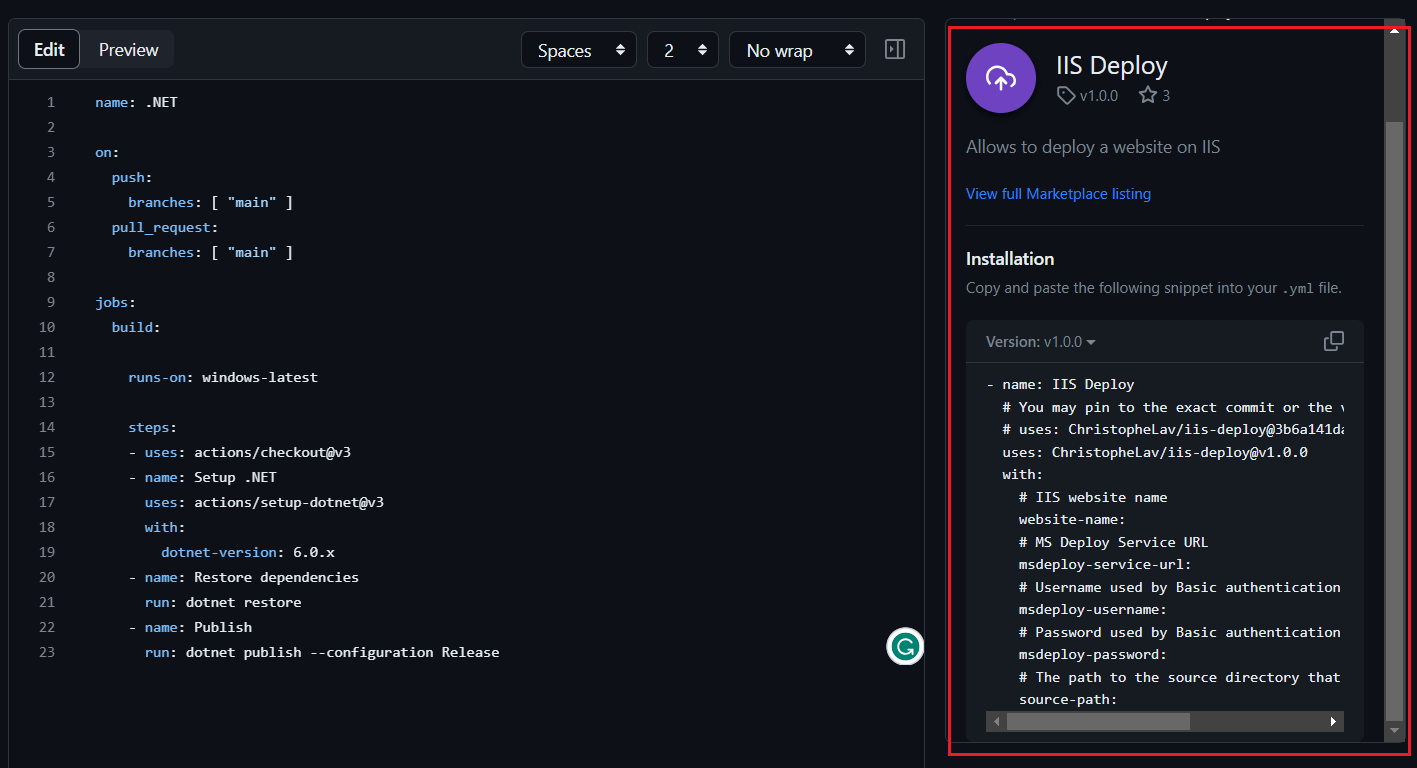 Edit Preview Spaces 2 No wrap
1 name: .NET
2
3 on:
4 push:
5 branches: [ "main" ]
6 pull_request:
7 branches: [ "main" ]
8
9 jobs:
10 build:
11
12 runs-on: windows-latest
13
14 steps:
15 - uses: actions/checkout@v3
16 - name: Setup .NET
17 uses: actions/setup-dotnet@v3
18 with:
19 dotnet-version: 6.0.x
20 - name: Restore dependencies
21 run: dotnet restore
22 - name: Publish
23 run: dotnet publish --configuration Release
IIS Deploy
v1.0.0 3
Allows to deploy a website on IIS
View full Marketplace listing
Installation
Copy and paste the following snippet into your .yml file.
Version: v1.0.0
- name: IIS Deploy
# You may pin to the exact commit or the
# uses: ChristopheLav/iis-deploy@3b6a141da
uses: ChristopheLav/iis-deploy@v1.0.0
with:
# IIS website name
website-name:
# MS Deploy Service URL
msdeploy-service-url:
# Username used by Basic authentication
msdeploy-username:
# Password used by Basic authentication
msdeploy-password:
# The path to the source directory that
source-path: